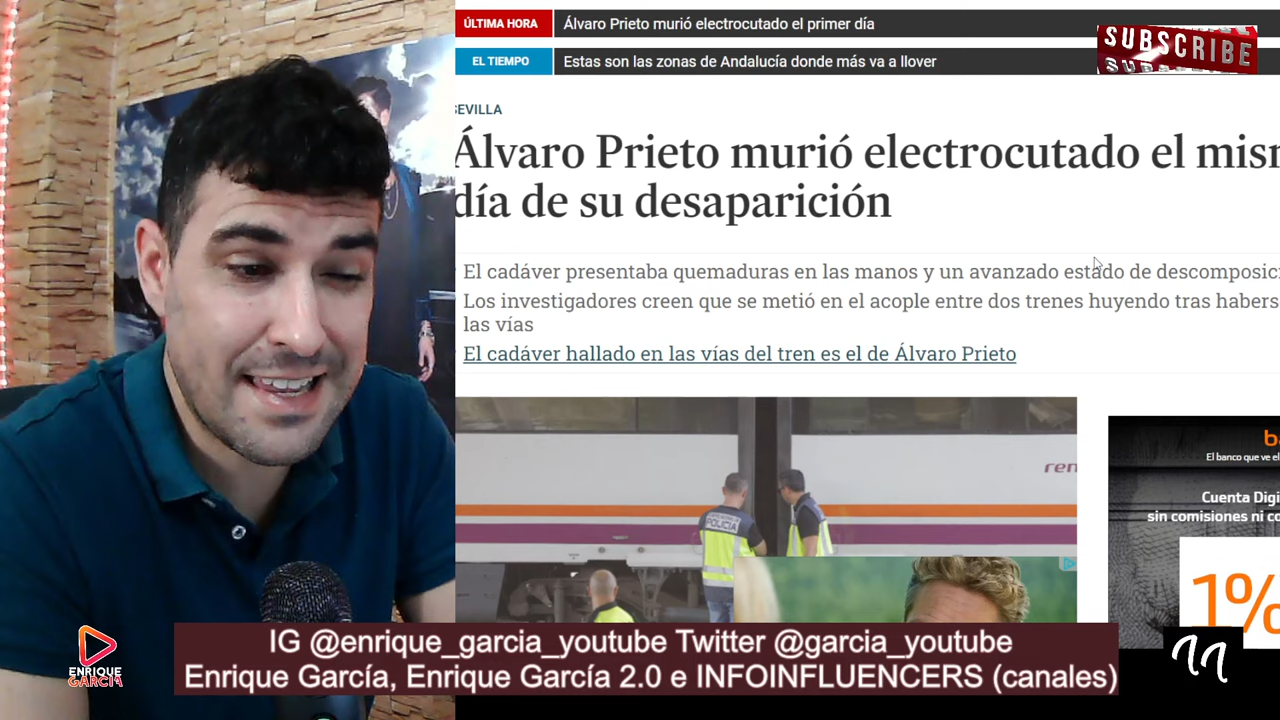 ÚLTIMA HORA
Álvaro Prieto murió electrocutado el primer día
EL TIEMPO
Estas son las zonas de Andalucía donde más va a llover
SUBSCRIBE
SEVILLA
Álvaro Prieto murió electrocutado el mism
día de su desaparición
El cadáver presentaba quemaduras en las manos y un avanzado estado de descomposici
Los investigadores creen que se metió en el acople entre dos trenes huyendo tras habers
las vías
El cadáver hallado en las vías del tren es el de Álvaro Prieto
ren
POLICIA
El banco que ve el
Cuenta Digi
sin comisiones ni co
1%
IG @enrique_garcia_youtube Twitter @garcia_youtube
Enrique García, Enrique García 2.0 e INFOINFLUENCERS (canales)
ENRIQUE
GARCÍA